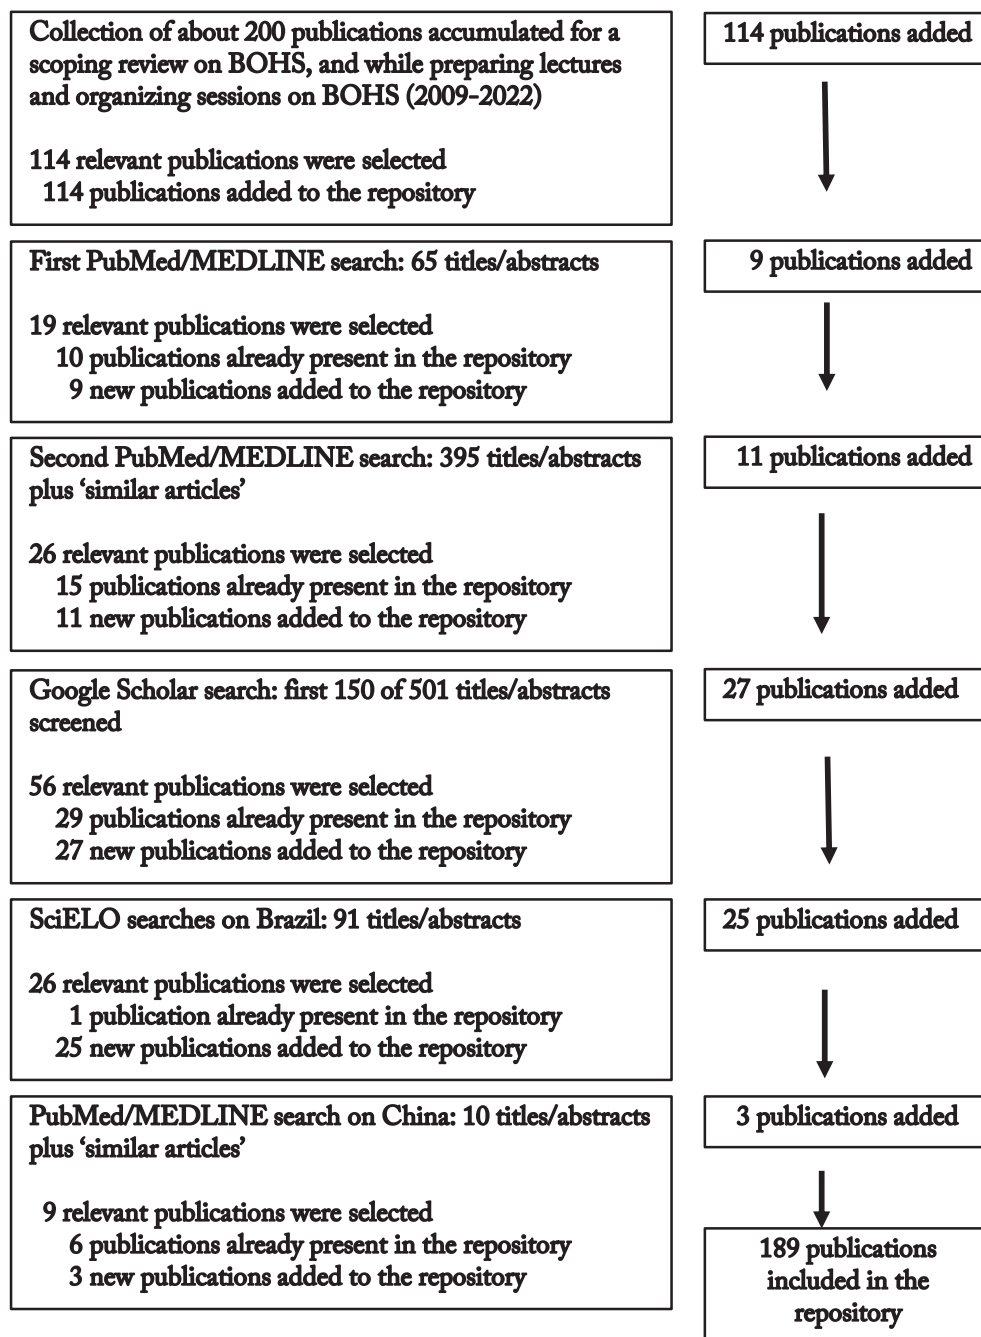 Collection of about 200 publications accumulated for a
scoping review on BOHS, and while preparing lectures
and organizing sessions on BOHS (2009-2022)
114 relevant publications were selected
114 publications added to the repository
114 publications added
First PubMed/MEDLINE search: 65 titles/abstracts
19 relevant publications were selected
10 publications already present in the repository
9 new publications added to the repository
9 publications added
Second PubMed/MEDLINE search: 395 titles/abstracts
plus ‘similar articles’
26 relevant publications were selected
15 publications already present in the repository
11 new publications added to the repository
11 publications added
Google Scholar search: first 150 of 501 titles/abstracts
screened
56 relevant publications were selected
29 publications already present in the repository
27 new publications added to the repository
27 publications added
SciELO searches on Brazil: 91 titles/abstracts
26 relevant publications were selected
1 publication already present in the repository
25 new publications added to the repository
25 publications added
PubMed/MEDLINE search on China: 10 titles/abstracts
plus ‘similar articles’
9 relevant publications were selected
6 publications already present in the repository
3 new publications added to the repository
3 publications added
189 publications
included in the
repository